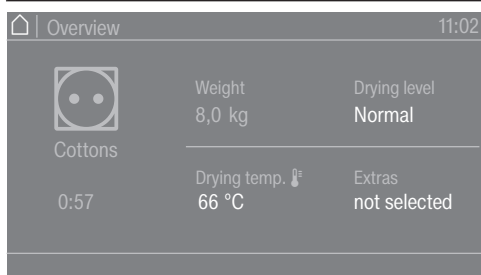 Overview 11:02
Cottons
0:57
Weight
8,0 kg
Drying level
Normal
Drying temp.
66 °C
Extras
not selected